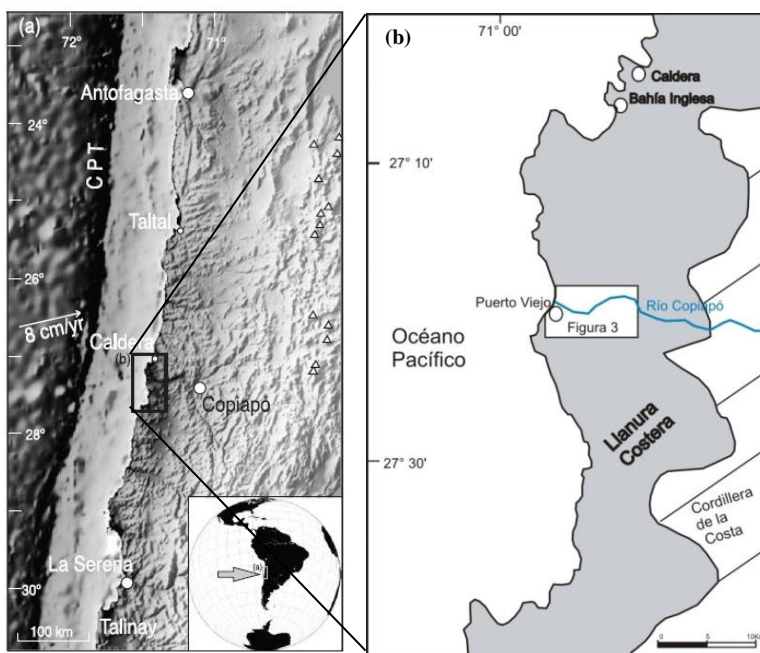 (a)
72°
71°
Antofagasta
24°
CPT
Taltal
26°
8 cm/yr
Caldera
(b)
Copiapó
28°
La Serena
30°
Talinay
100 km
(a)
(b)
71° 00'
Caldera
Bahía Inglesa
27° 10'
Puerto Viejo
Río Copiapó
Figura 3
Océano
Pacífico
Llanura
Costera
27° 30'
Cordillera
de la
Costa
0 5 10Km